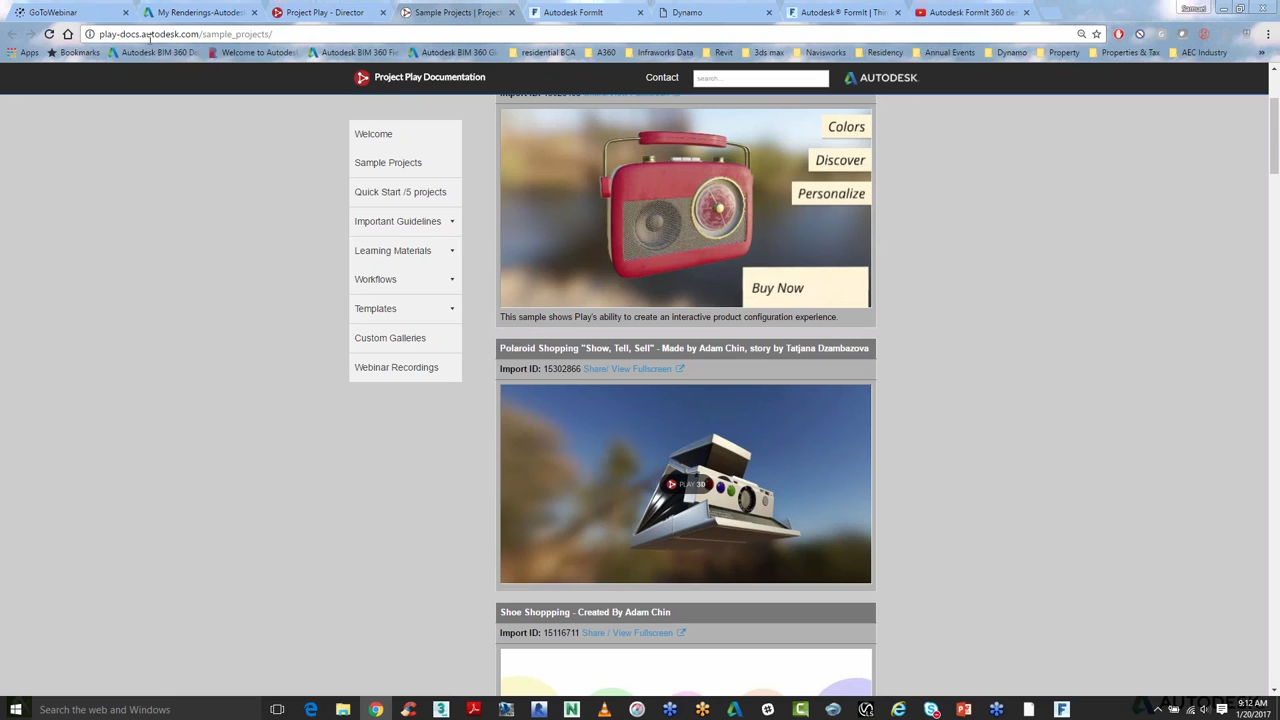 GoToWebinar
My Renderings-Autodes
Project Play - Director
Sample Projects | Project
Autodesk FormIt
Dynamo
Autodesk® FormIt | Thin
Autodesk FormIt 360 de
Samuel
play-docs.autodesk.com/sample_projects/
Apps
Bookmarks
Autodesk BIM 360 Do
Welcome to Autodesk
Autodesk BIM 360 Fie
Autodesk BIM 360 Gl
residential BCA
A360
Infraworks Data
Revit
3ds max
Navisworks
Residency
Annual Events
Dynamo
Property
Properties & Tax
AEC Industry
Project Play Documentation
Contact
search...
AUTODESK.
Welcome
Sample Projects
Quick Start /5 projects
Important Guidelines
Learning Materials
Workflows
Templates
Custom Galleries
Webinar Recordings
Colors
Discover
Personalize
Buy Now
This sample shows Play's ability to create an interactive product configuration experience.
Polaroid Shopping "Show, Tell, Sell" - Made by Adam Chin, story by Tatjana Dzambazova
Import ID: 15302866 Share/ View Fullscreen
PLAY 3D
Shoe Shoppping - Created By Adam Chin
Import ID: 15116711 Share / View Fullscreen
Search the web and Windows
AUTODESK
9:12 AM
1/20/2017